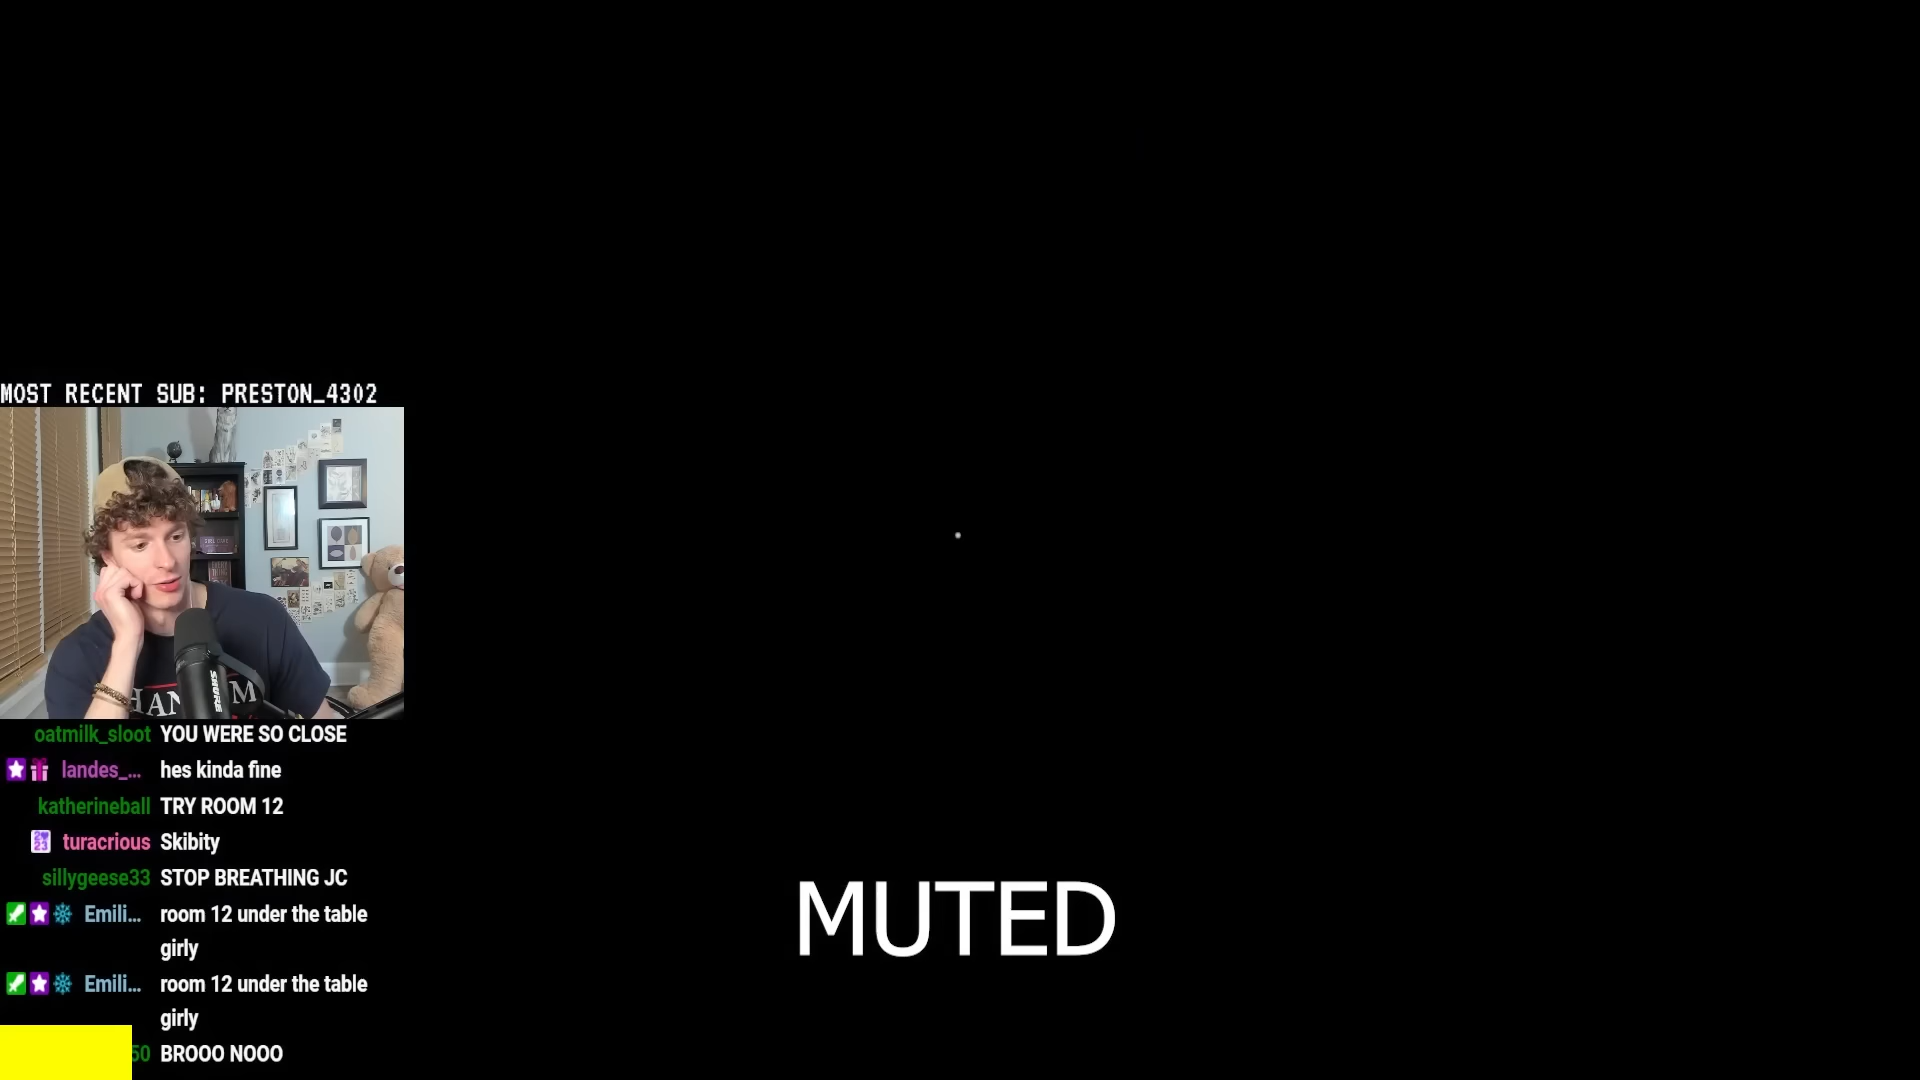 MOST RECENT SUB: PRESTON_4302
SHURE
oatmilk_sloot YOU WERE SO CLOSE
landes_... hes kinda fine
katherineball TRY ROOM 12
turacrious Skibity
sillygeese33 STOP BREATHING JC
Emili... room 12 under the table
girly
Emili... room 12 under the table
girly
50 BROOO NOOO
MUTED